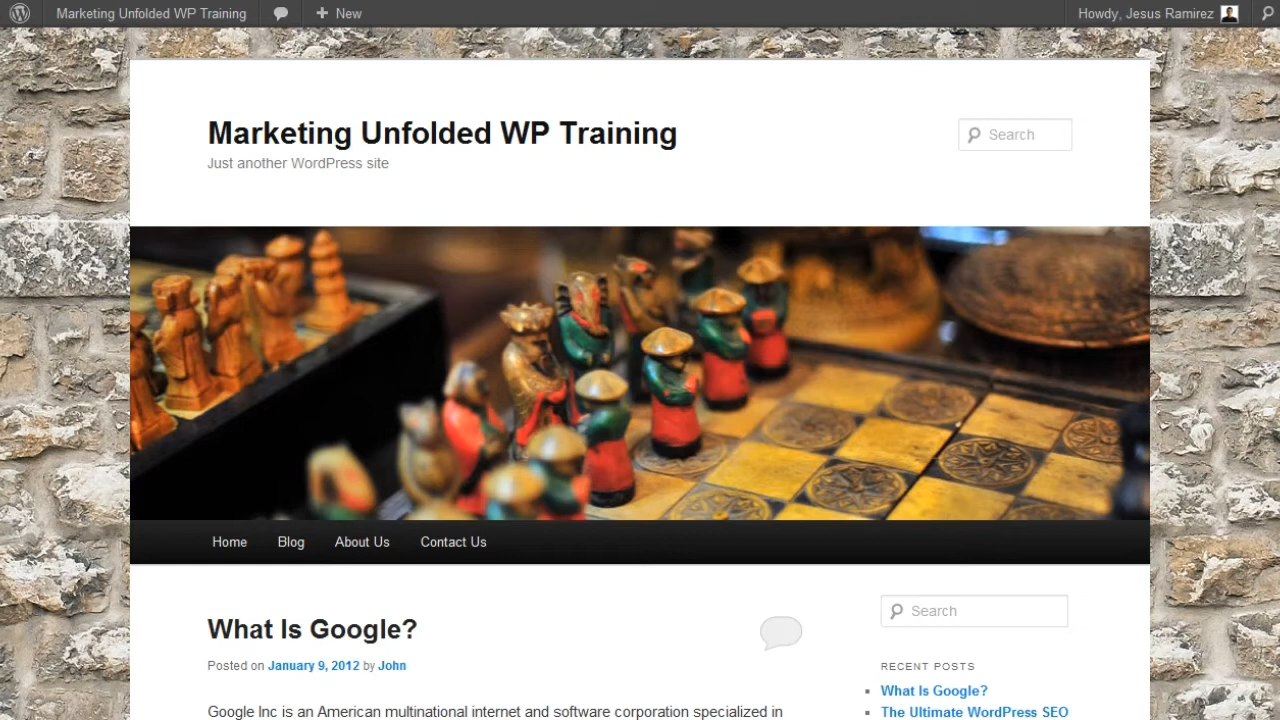 Marketing Unfolded WP Training
New
Howdy, Jesus Ramirez
Marketing Unfolded WP Training
Just another WordPress site
Search
Home
Blog
About Us
Contact Us
What Is Google?
Posted on January 9, 2012 by John
Google Inc is an American multinational internet and software corporation specialized in
Search
RECENT POSTS
What Is Google?
The Ultimate WordPress SEO